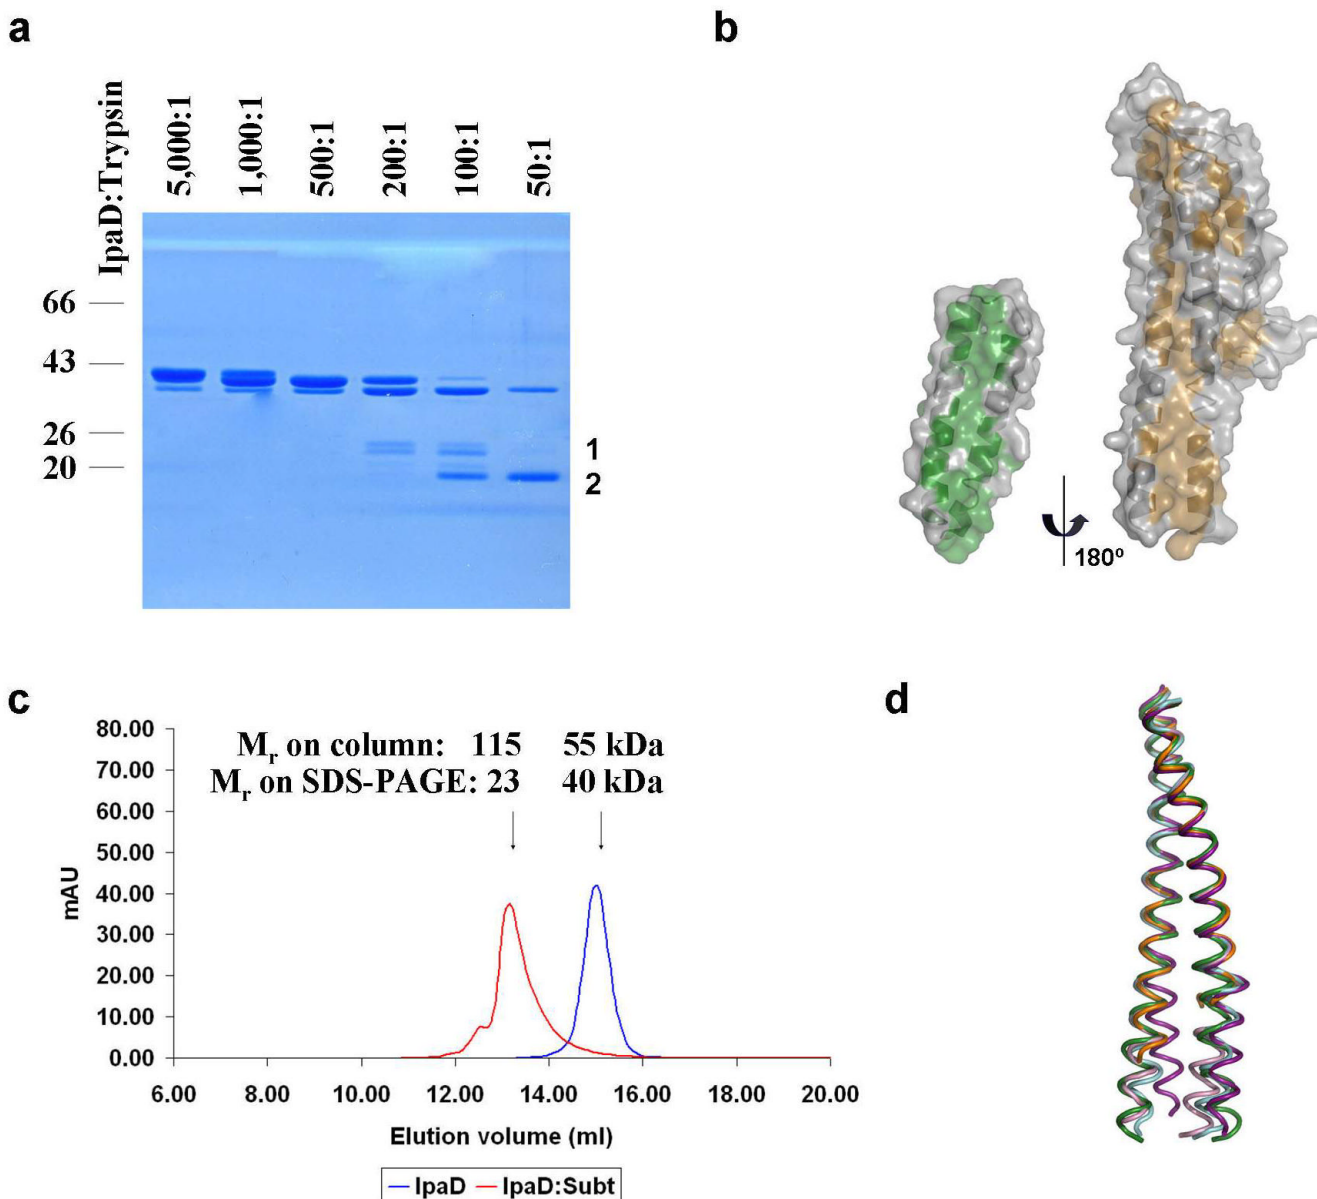 a
IpaD:Trypsin
5,000:1
1,000:1
500:1
200:1
100:1
50:1
66
43
26
20
1
2
b
180º
c
80.00
70.00
60.00
50.00
40.00
30.00
20.00
10.00
0.00
mAU
Mr on column: 115 55 kDa
Mr on SDS-PAGE: 23 40 kDa
6.00 8.00 10.00 12.00 14.00 16.00 18.00 20.00
Elution volume (ml)
IpaD IpaD:Subt
d